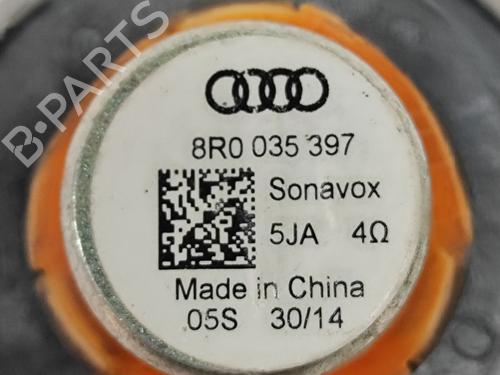 B-PARTS
8R0 035 397
Sonavox
5JA 4Ω
Made in China
05S 30/14